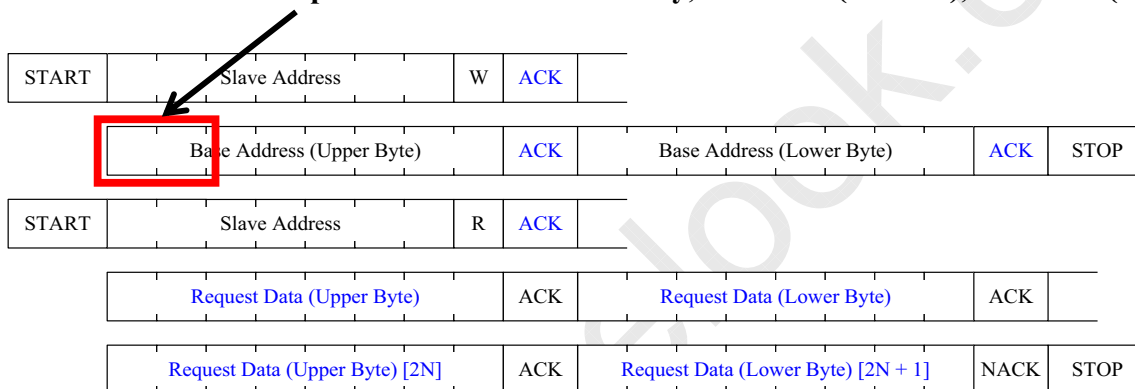 START Slave Address W ACK
Base Address (Upper Byte) ACK Base Address (Lower Byte) ACK STOP
START Slave Address R ACK
Request Data (Upper Byte) ACK Request Data (Lower Byte) ACK
Request Data (Upper Byte) [2N] ACK Request Data (Lower Byte) [2N + 1] NACK STOP